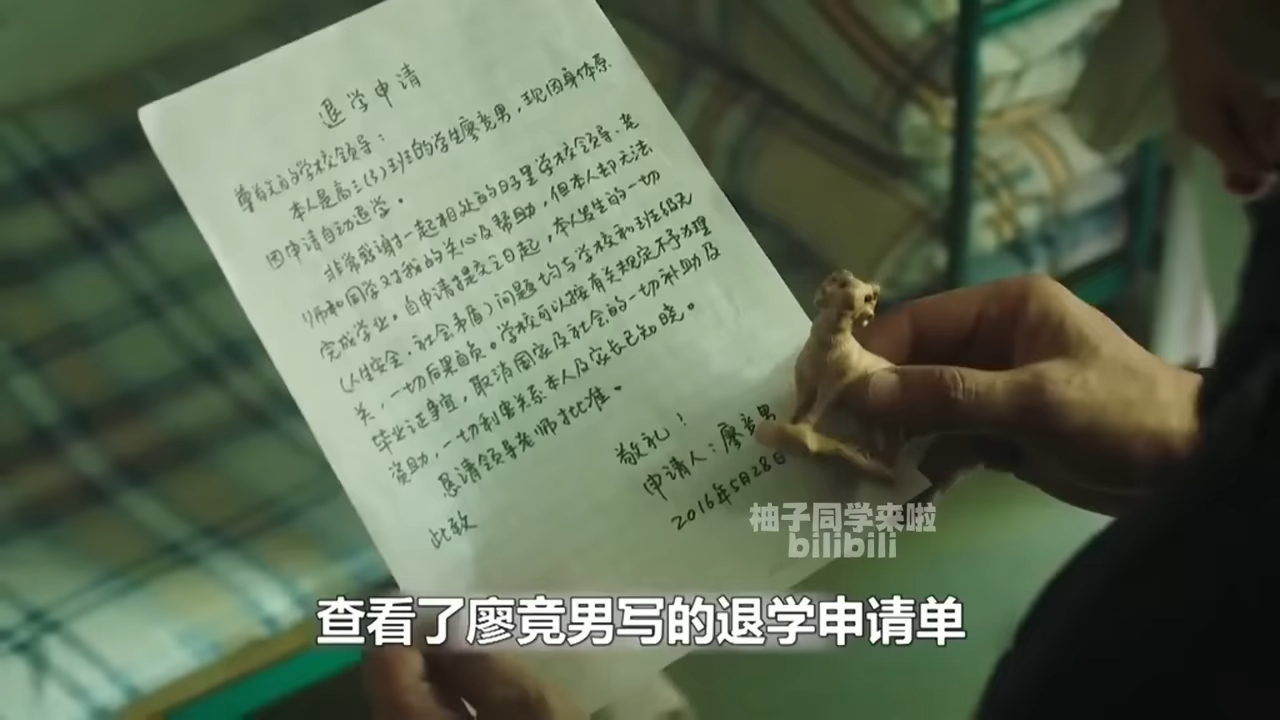 退学申请
尊敬的学校领导：
本人是高三(3)班的学生廖竞男，现因身体原
因申请自动退学。
非常感谢一起相处的日子里学校领导、老
师和同学对我的关心及帮助，但本人却无法
完成学业。自申请提交之日起，本人发生的一切
(人生安全、社会矛盾)问题均与学校和班级无
关，一切后果自负。学校可以按有关规定不予办理
毕业证事宜，取消国家及社会的一切补助及
资助，一切利害关系本人及家长已知晓。
恳请领导老师批准。
此致
敬礼！
申请人：廖竞男
2016年5月28日
柚子同学来啦
bilibili
查看了廖竞男写的退学申请单